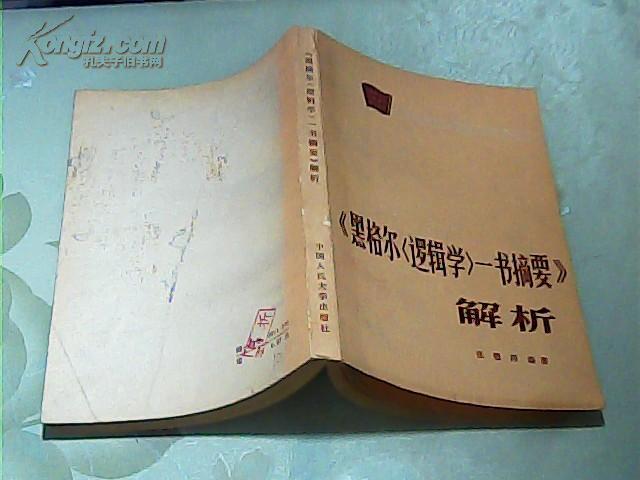 Kongfz.com
孔夫子旧书网
《黑格尔〈逻辑学〉一书摘要》解析
中国人民大学出版社
《黑格尔〈逻辑学〉一书摘要》
解析